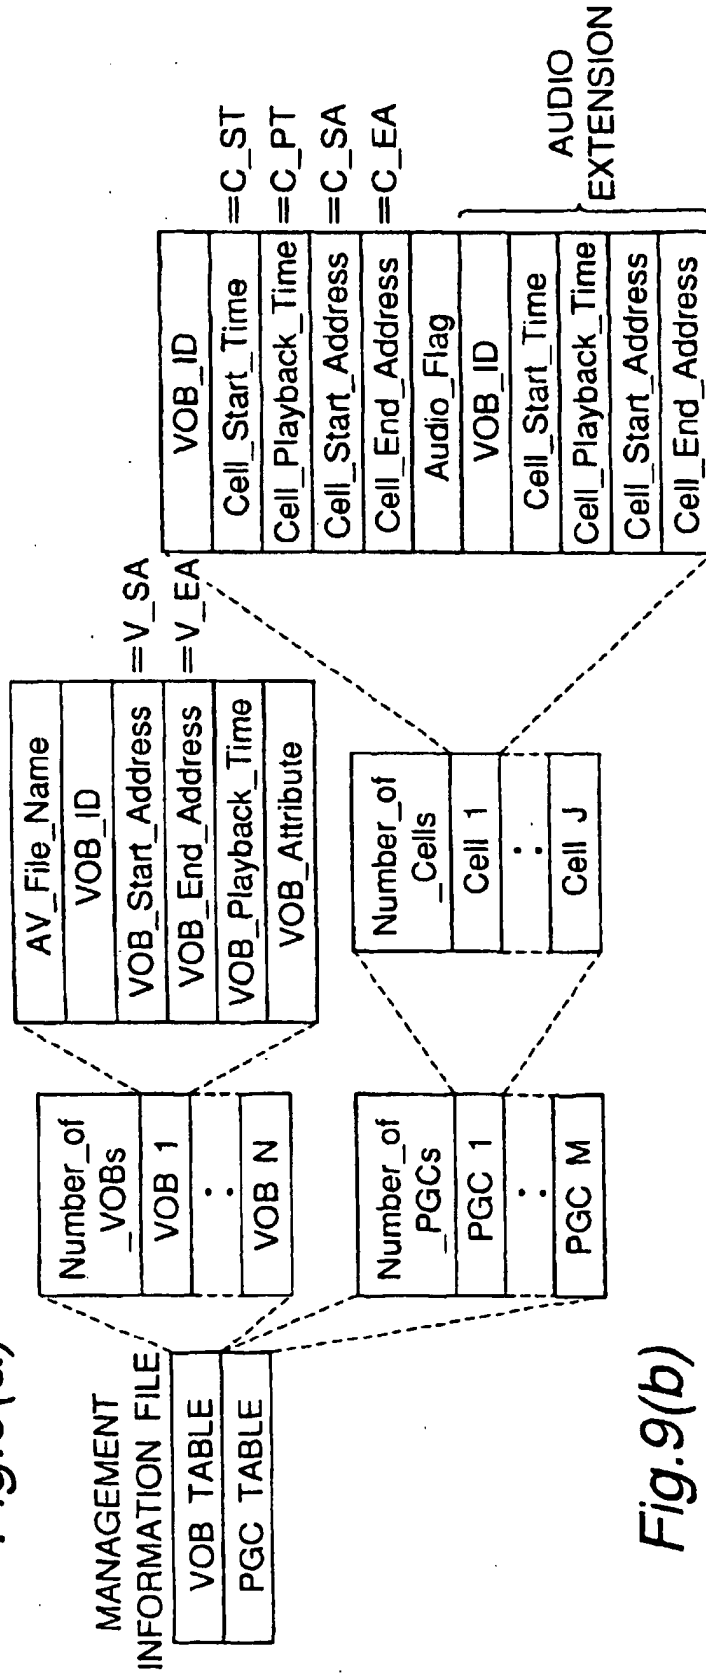 MANAGEMENT
INFORMATION FILE
VOB TABLE
PGC TABLE
Number_of
_VOBs
VOB 1
:
VOB N
AV_File_Name
VOB_ID
VOB_Start_Address
=V_SA
VOB_End_Address
=V_EA
VOB_Playback_Time
VOB_Attribute
Number_of
_PGCs
PGC 1
:
PGC M
Number_of
_Cells
Cell 1
:
Cell J
VOB_ID
Cell_Start_Time
=C_ST
Cell_Playback_Time
=C_PT
Cell_Start_Address
=C_SA
Cell_End_Address
=C_EA
Audio_Flag
VOB_ID
Cell_Start_Time
Cell_Playback_Time
Cell_Start_Address
Cell_End_Address
AUDIO
EXTENSION
Fig.9(b)